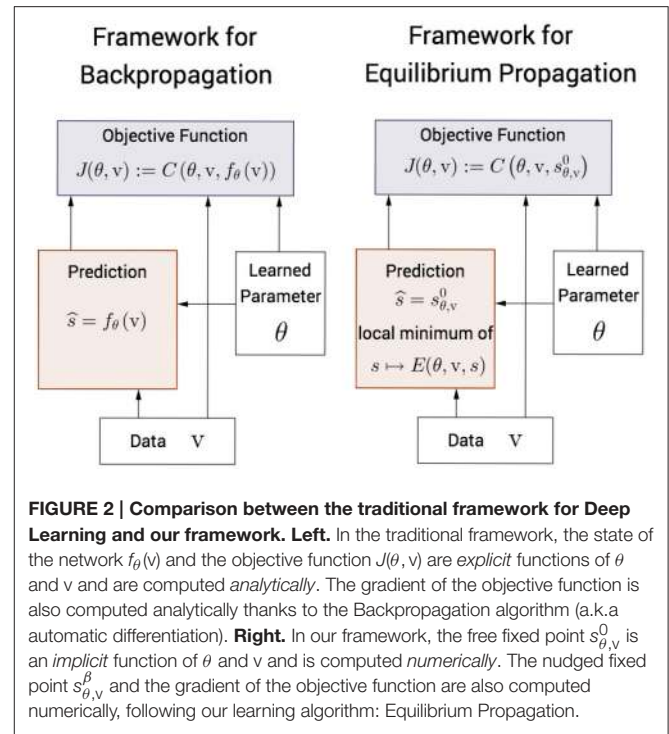 Framework for
Backpropagation
Objective Function
J(θ, v) := C(θ, v, f_θ(v))
Prediction
ŝ = f_θ(v)
Learned
Parameter
θ
Data v
Framework for
Equilibrium Propagation
Objective Function
J(θ, v) := C(θ, v, s⁰_θ,v)
Prediction
ŝ = s⁰_θ,v
local minimum of
s ↦ E(θ, v, s)
Learned
Parameter
θ
Data v
FIGURE 2 | Comparison between the traditional framework for Deep
Learning and our framework. Left. In the traditional framework, the state of
the network f_θ(v) and the objective function J(θ, v) are explicit functions of θ
and v and are computed analytically. The gradient of the objective function is
also computed analytically thanks to the Backpropagation algorithm (a.k.a
automatic differentiation). Right. In our framework, the free fixed point s⁰_θ,v is
an implicit function of θ and v and is computed numerically. The nudged fixed
point s^β_θ,v and the gradient of the objective function are also computed
numerically, following our learning algorithm: Equilibrium Propagation.